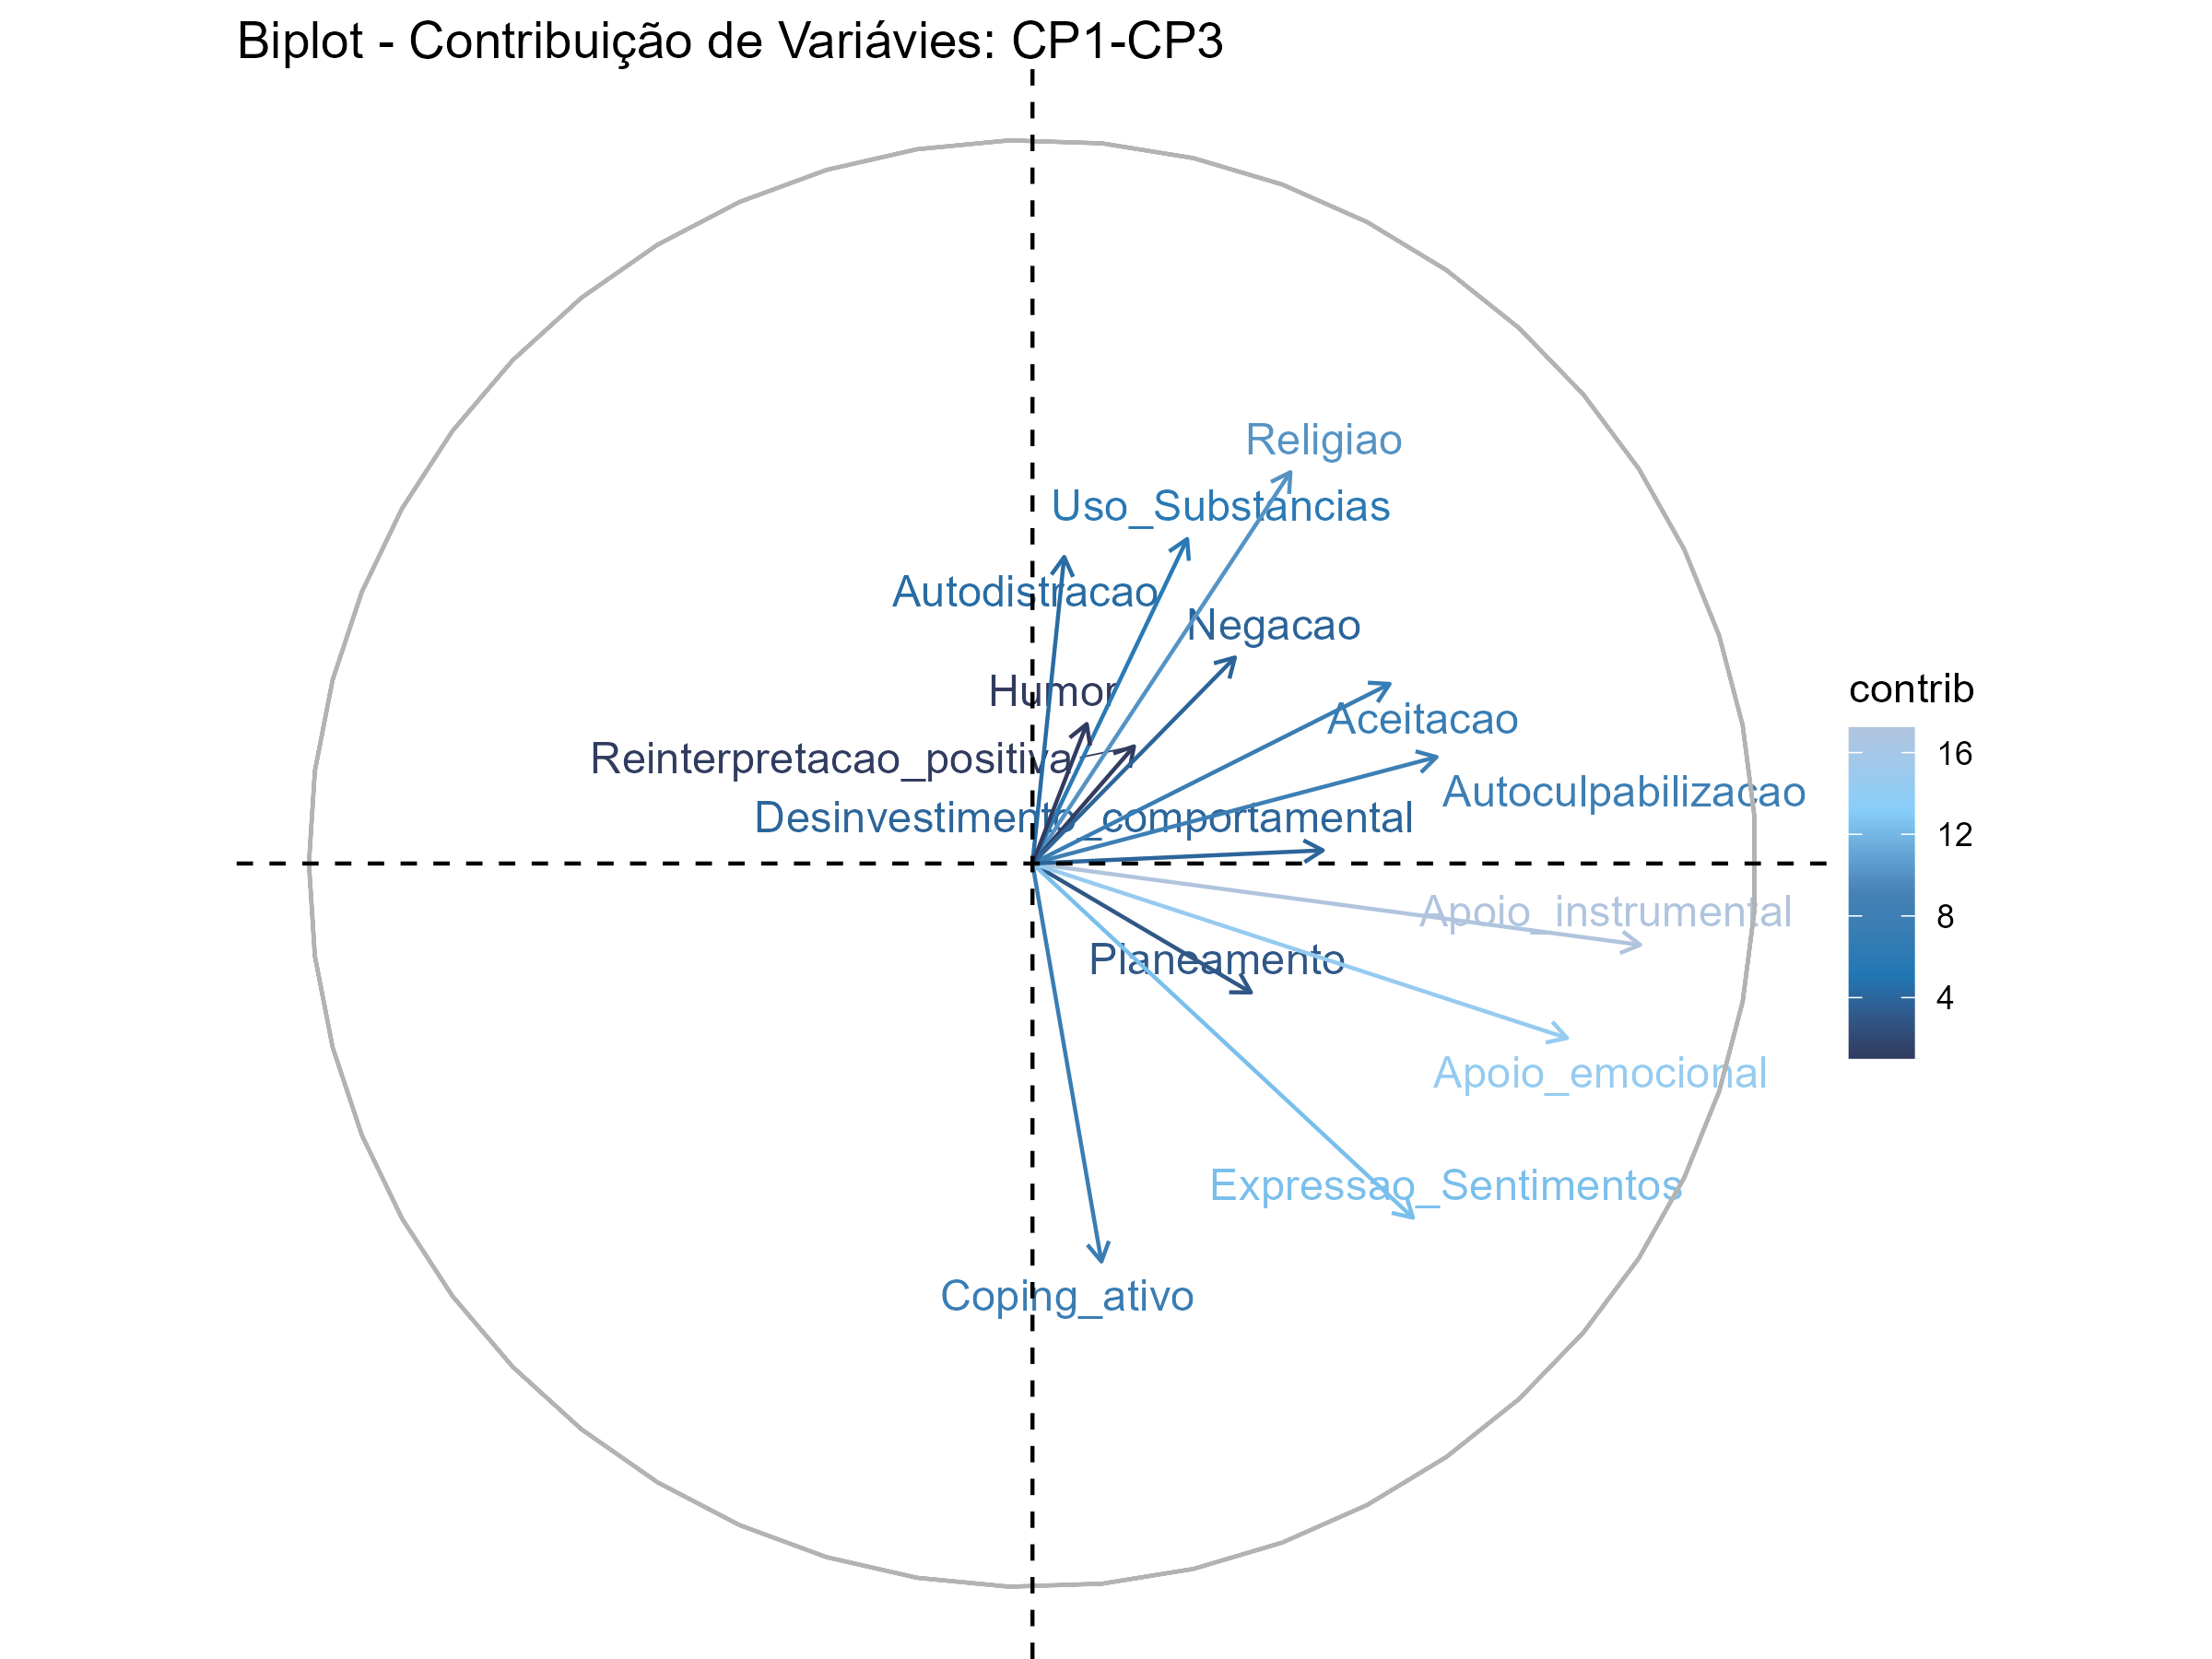 Biplot - Contribuição de Variávies: CP1-CP3
Religiao
Uso_Substancias
Autodistracao
Negacao
Humor
Aceitacao
Reinterpretacao_positiva
Autoculpabilizacao
Desinvestimento_comportamental
Apoio_instrumental
Planeamento
Apoio_emocional
Expressao_Sentimentos
Coping_ativo
contrib
16
12
8
4